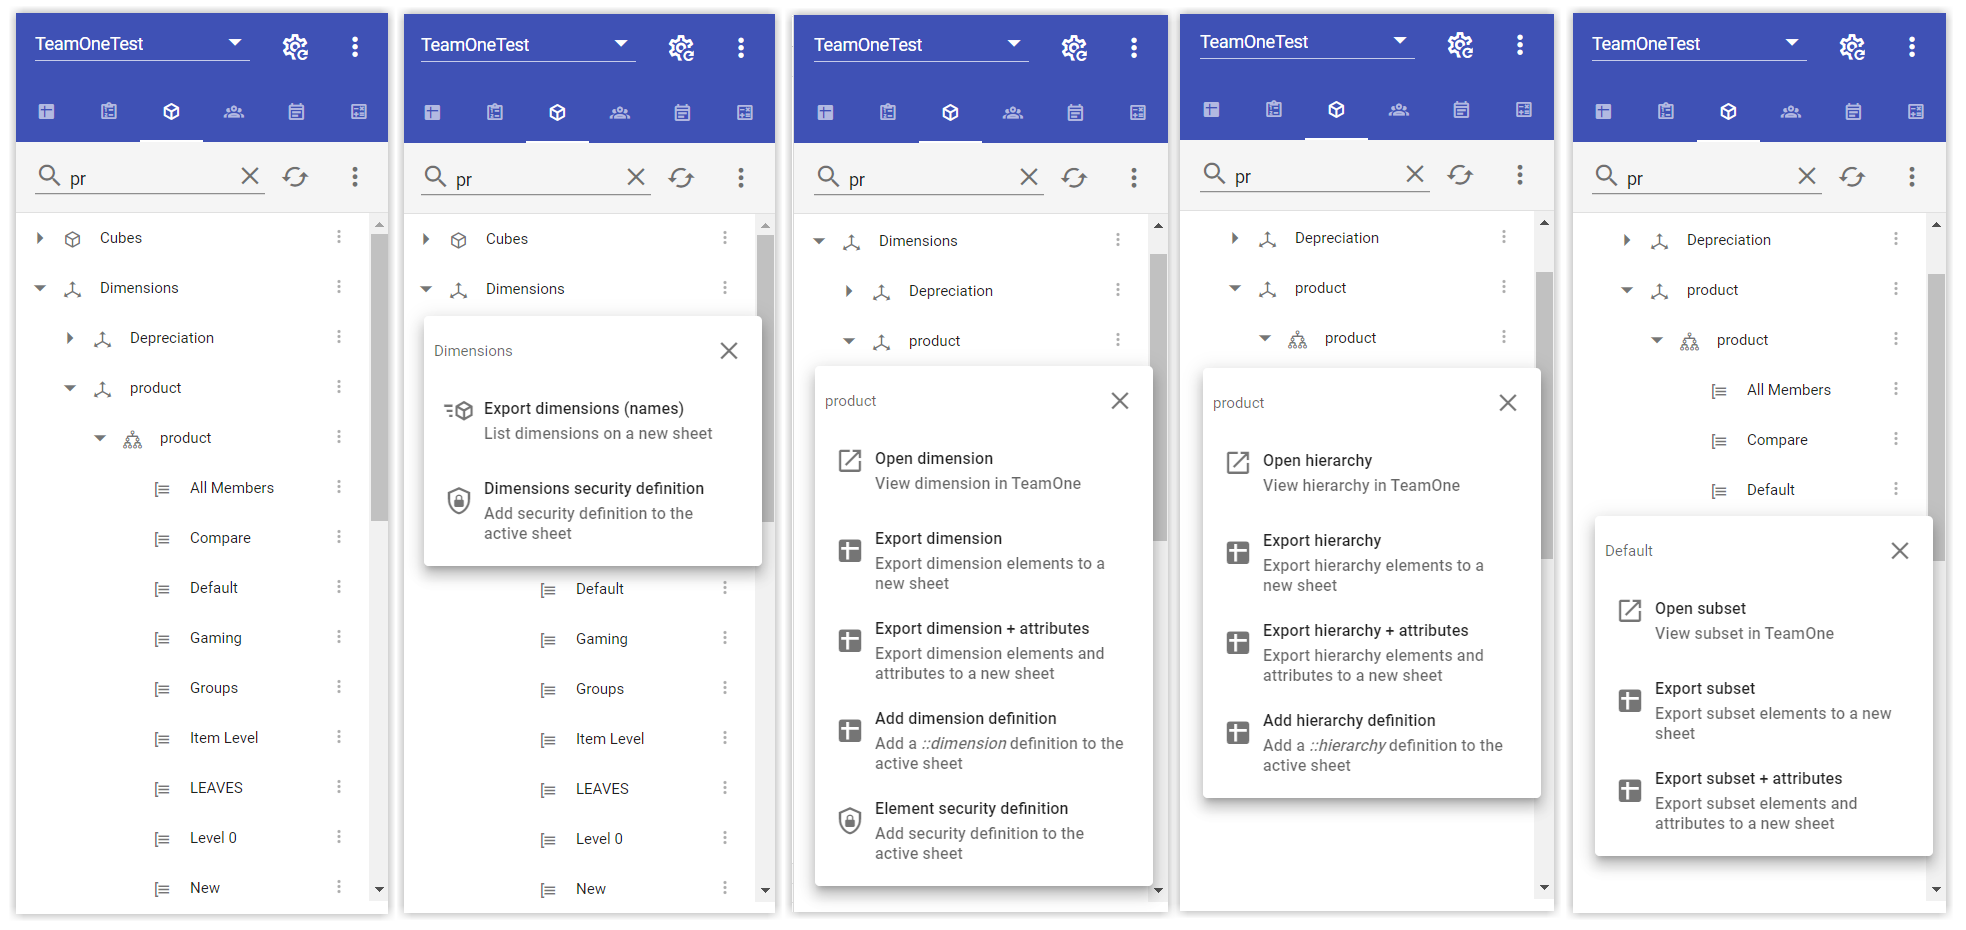 TeamOneTest
pr
Cubes
Dimensions
Depreciation
product
product
All Members
Compare
Default
Gaming
Groups
Item Level
LEAVES
Level 0
New
TeamOneTest
pr
Cubes
Dimensions
Dimensions
Export dimensions (names)
List dimensions on a new sheet
Dimensions security definition
Add security definition to the
active sheet
Default
Gaming
Groups
Item Level
LEAVES
Level 0
New
TeamOneTest
pr
Dimensions
Depreciation
product
product
Open dimension
View dimension in TeamOne
Export dimension
Export dimension elements to a
new sheet
Export dimension + attributes
Export dimension elements and
attributes to a new sheet
Add dimension definition
Add a ::dimension definition to the
active sheet
Element security definition
Add security definition to the
active sheet
TeamOneTest
pr
Depreciation
product
product
product
Open hierarchy
View hierarchy in TeamOne
Export hierarchy
Export hierarchy elements to a
new sheet
Export hierarchy + attributes
Export hierarchy elements and
attributes to a new sheet
Add hierarchy definition
Add a ::hierarchy definition to the
active sheet
TeamOneTest
pr
Depreciation
product
product
All Members
Compare
Default
Default
Open subset
View subset in TeamOne
Export subset
Export subset elements to a new
sheet
Export subset + attributes
Export subset elements and
attributes to a new sheet